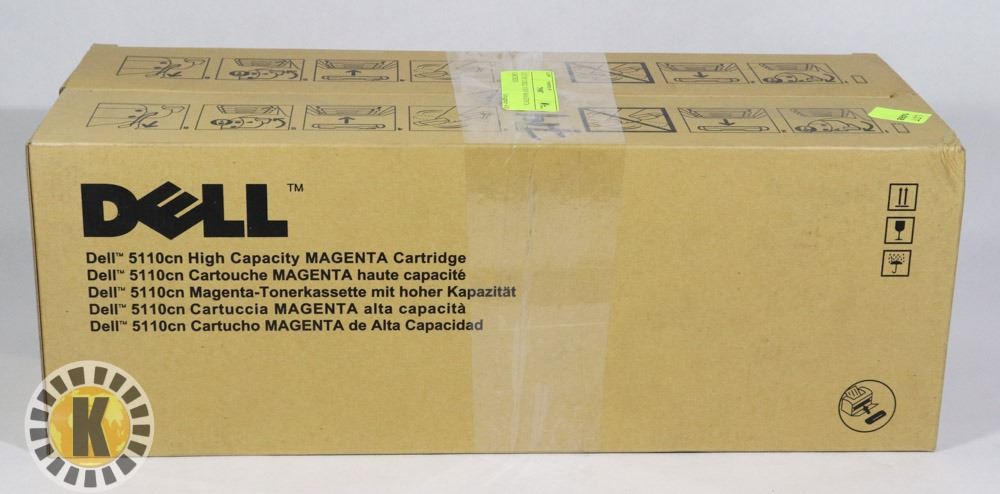 DELL™
Dell™ 5110cn High Capacity MAGENTA Cartridge
Dell™ 5110cn Cartouche MAGENTA haute capacité
Dell™ 5110cn Magenta-Tonerkassette mit hoher Kapazität
Dell™ 5110cn Cartuccia MAGENTA alta capacità
Dell™ 5110cn Cartucho MAGENTA de Alta Capacidad
K